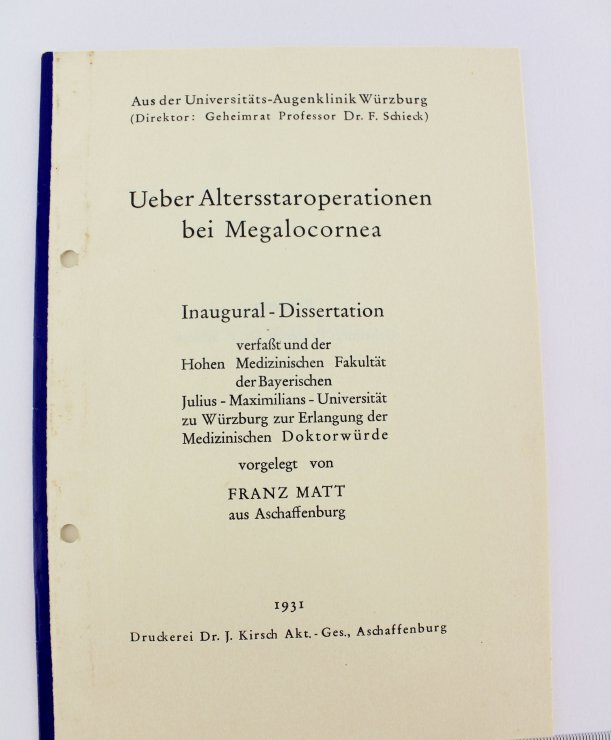 Aus der Universitäts-Augenklinik Würzburg
(Direktor: Geheimrat Professor Dr. F. Schieck)
Ueber Altersstaroperationen
bei Megalocornea
Inaugural-Dissertation
verfaßt und der
Hohen Medizinischen Fakultät
der Bayerischen
Julius-Maximilians-Universität
zu Würzburg zur Erlangung der
Medizinischen Doktorwürde
vorgelegt von
FRANZ MATT
aus Aschaffenburg
1931
Druckerei Dr. J. Kirsch Akt.-Ges., Aschaffenburg